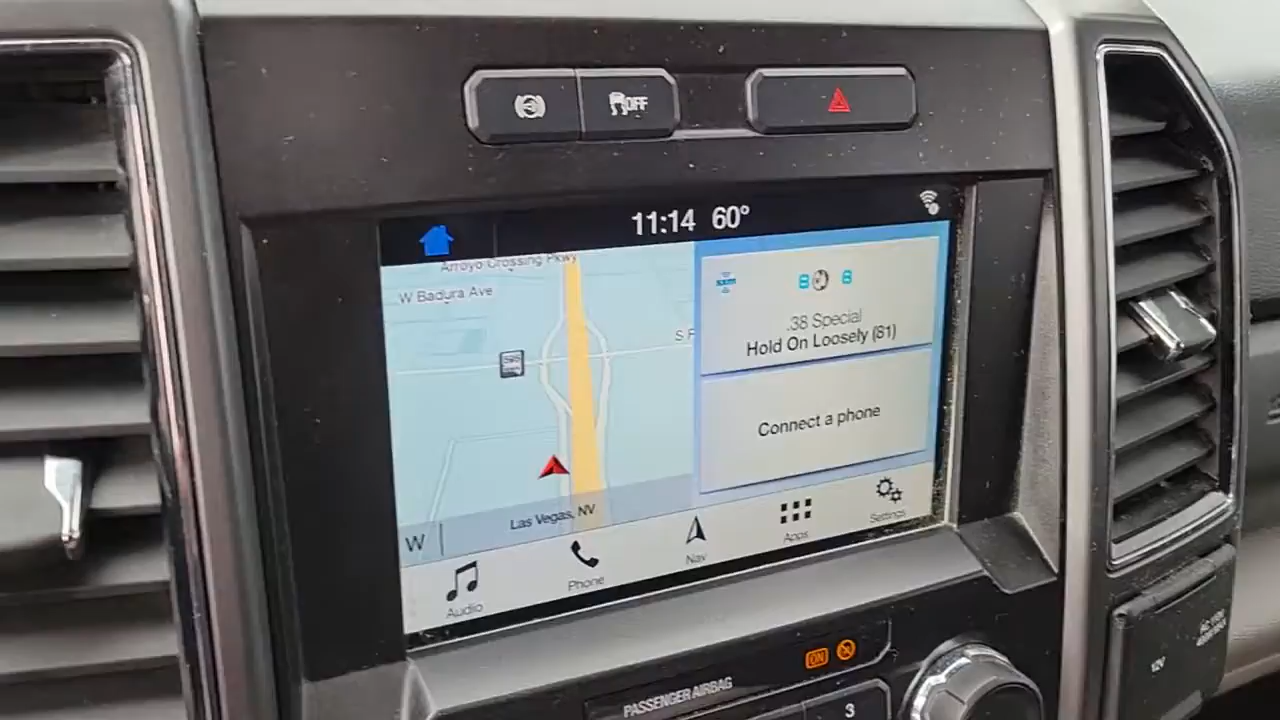 OFF
11:14 60°
Arroyo Crossing Pkwy
W Badura Ave
S
.38 Special
Hold On Loosely (81)
Connect a phone
Las Vegas, NV
W
Audio
Phone
Nav
Apps
Settings
ON
PASSENGER AIRBAG
3
12V